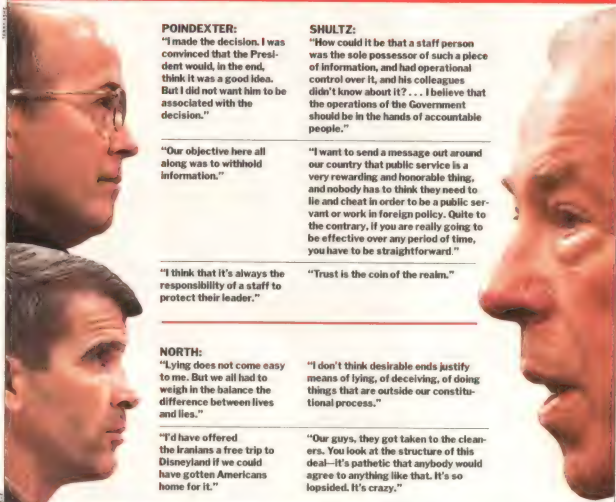 POINDEXTER:
"I made the decision. I was
convinced that the Presi-
dent would, in the end,
think it was a good idea.
But I did not want him to be
associated with the
decision."
"Our objective here all
along was to withhold
information."
"I think that it's always the
responsibility of a staff to
protect their leader."
SHULTZ:
"How could it be that a staff person
was the sole possessor of such a piece
of information, and had operational
control over it, and his colleagues
didn't know about it? . . . I believe that
the operations of the Government
should be in the hands of accountable
people."
"I want to send a message out around
our country that public service is a
very rewarding and honorable thing,
and nobody has to think they need to
lie and cheat in order to be a public ser-
vant or work in foreign policy. Quite to
the contrary, if you are really going to
be effective over any period of time,
you have to be straightforward."
"Trust is the coin of the realm."
NORTH:
"Lying does not come easy
to me. But we all had to
weigh in the balance the
difference between lives
and lies."
"I'd have offered
the Iranians a free trip to
Disneyland if we could
have gotten Americans
home for it."
"I don't think desirable ends justify
means of lying, of deceiving, of doing
things that are outside our constitu-
tional process."
"Our guys, they got taken to the clean-
ers. You look at the structure of this
deal—it's pathetic that anybody would
agree to anything like that. It's so
lopsided. It's crazy."